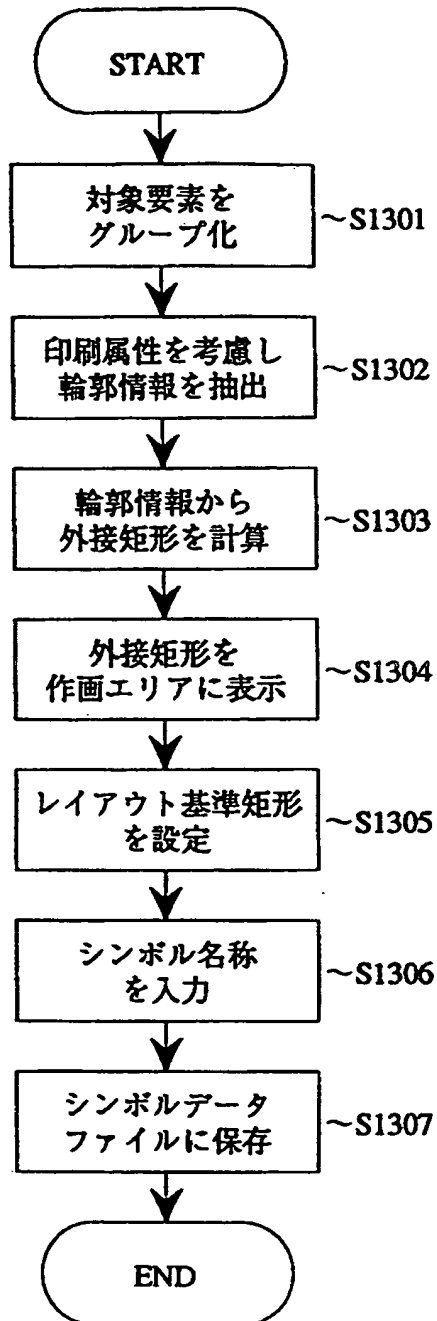 START
対象要素を
グループ化
～S1301
印刷属性を考慮し
輪郭情報を抽出
～S1302
輪郭情報から
外接矩形を計算
～S1303
外接矩形を
作画エリアに表示
～S1304
レイアウト基準矩形
を設定
～S1305
シンボル名称
を入力
～S1306
シンボルデータ
ファイルに保存
～S1307
END